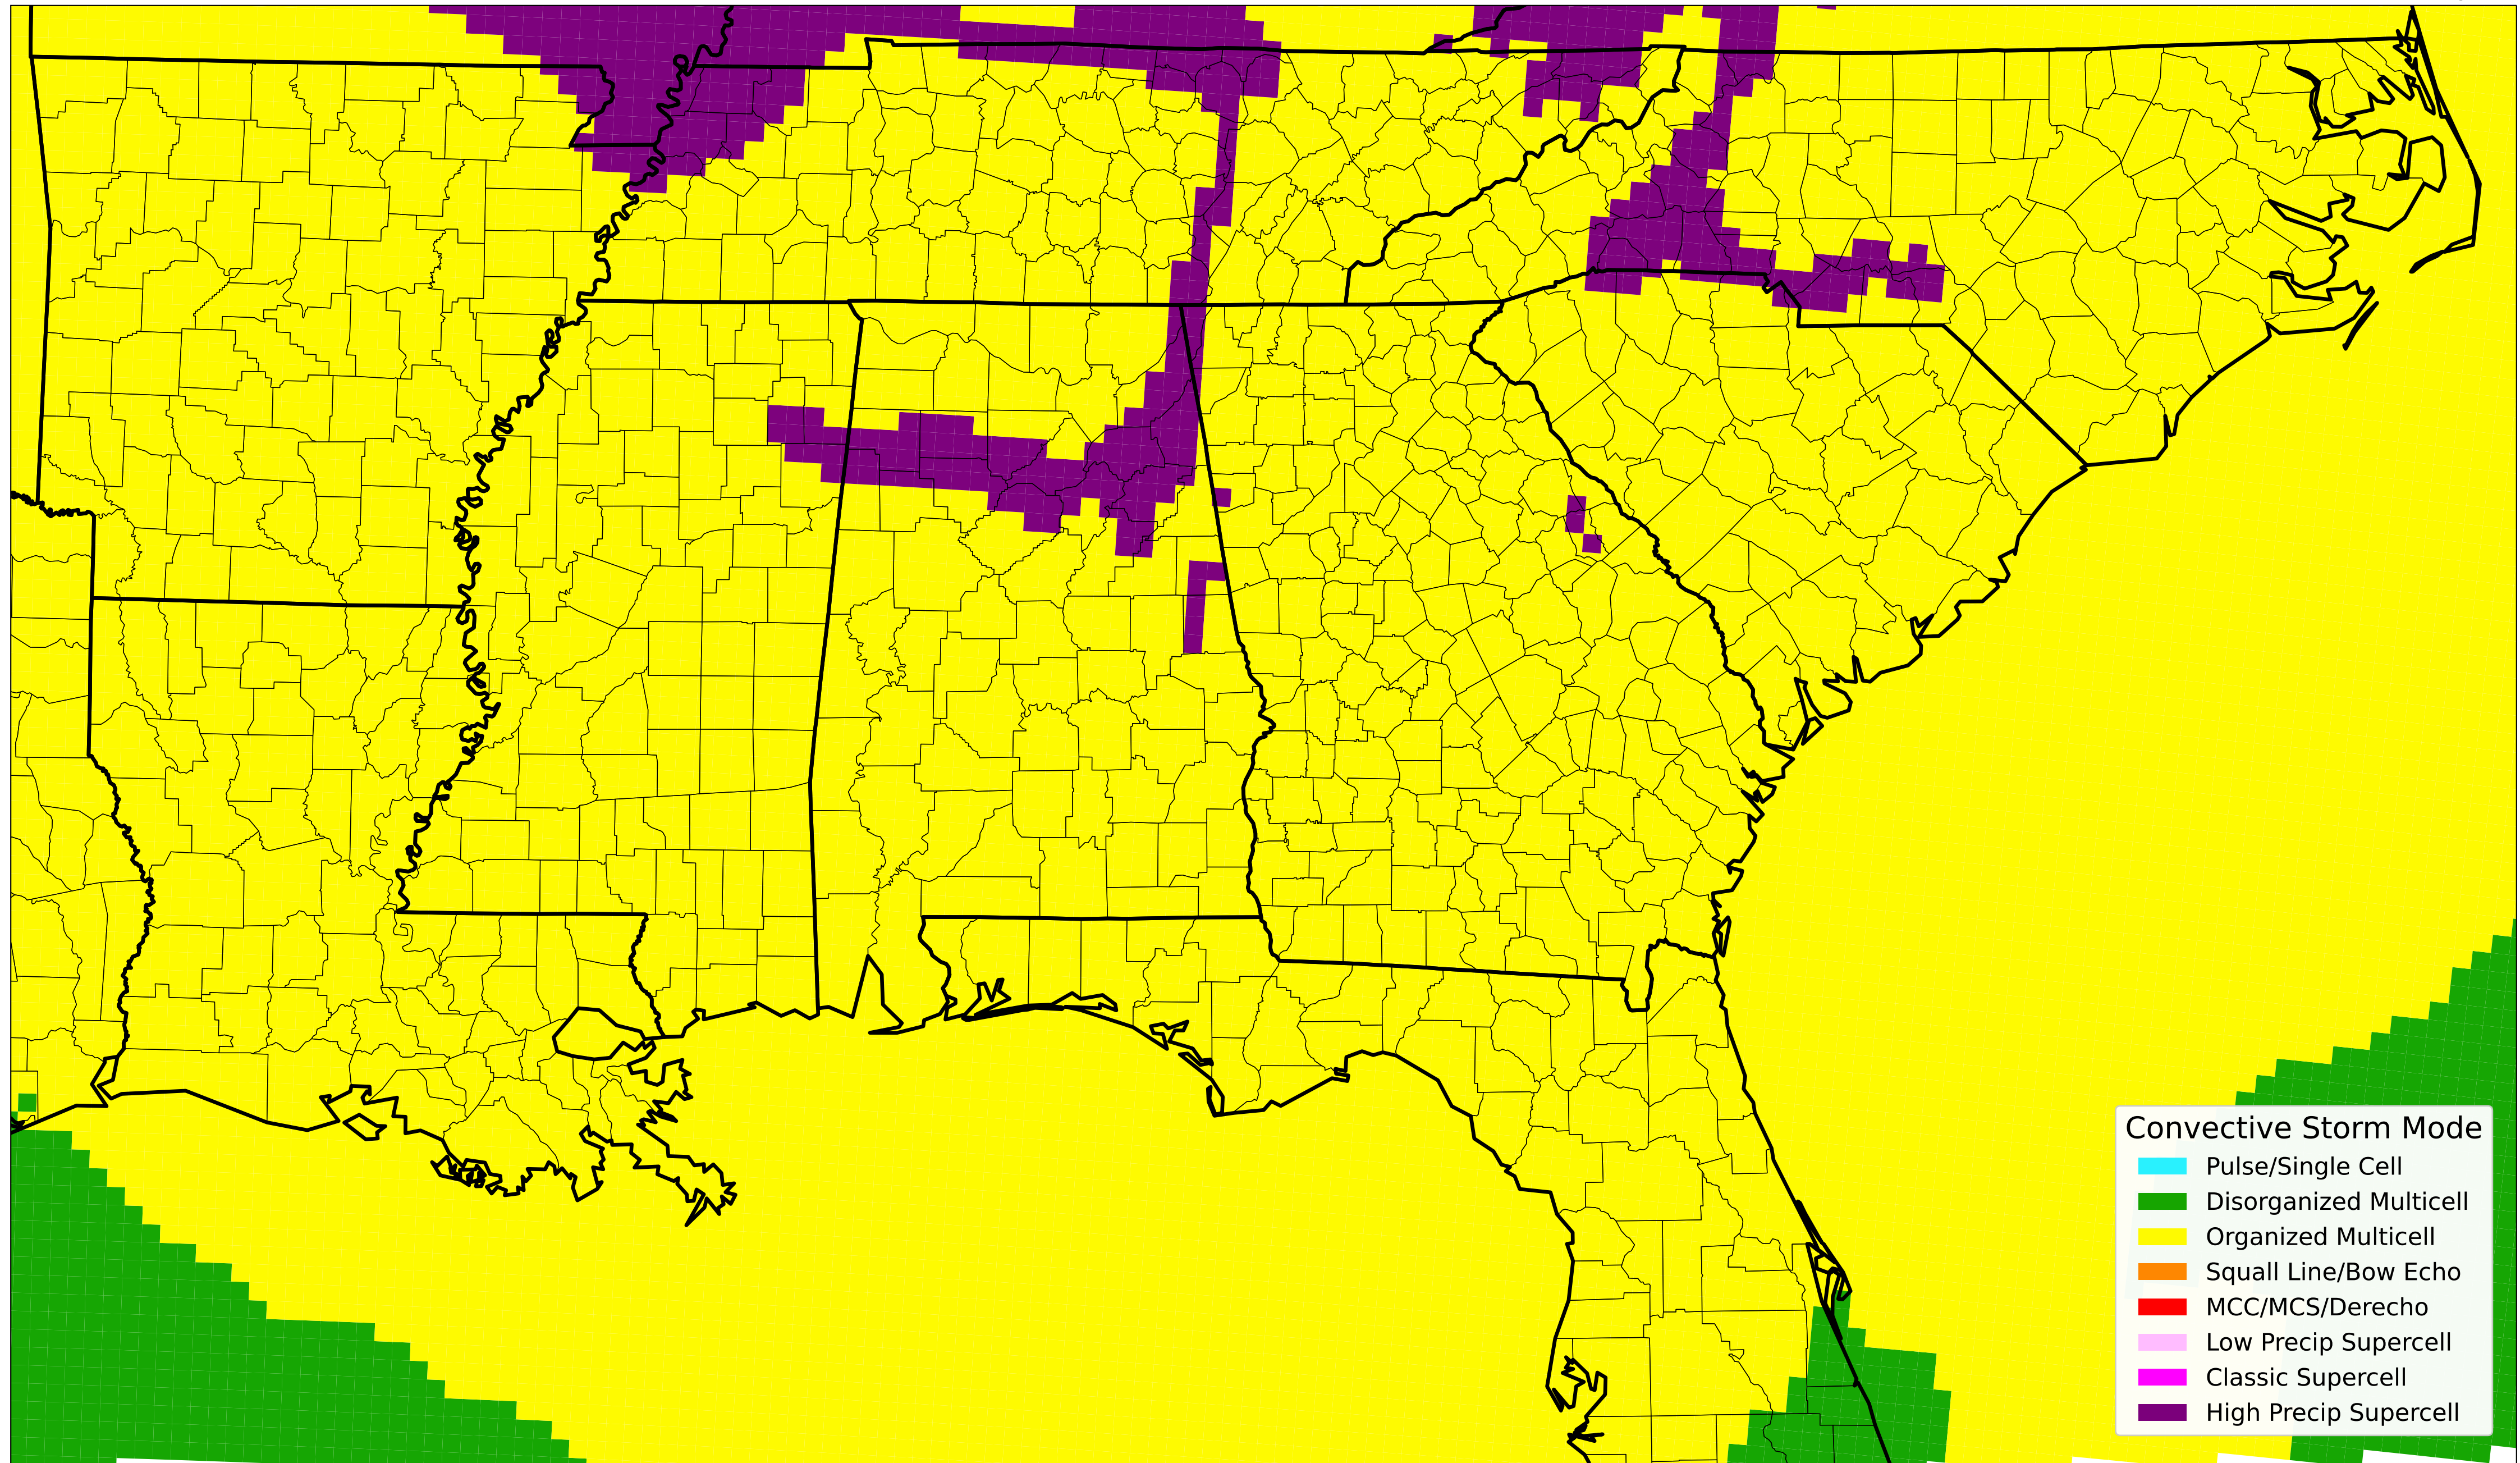 Convective Storm Mode
Pulse/Single Cell
Disorganized Multicell
Organized Multicell
Squall Line/Bow Echo
MCC/MCS/Derecho
Low Precip Supercell
Classic Supercell
High Precip Supercell